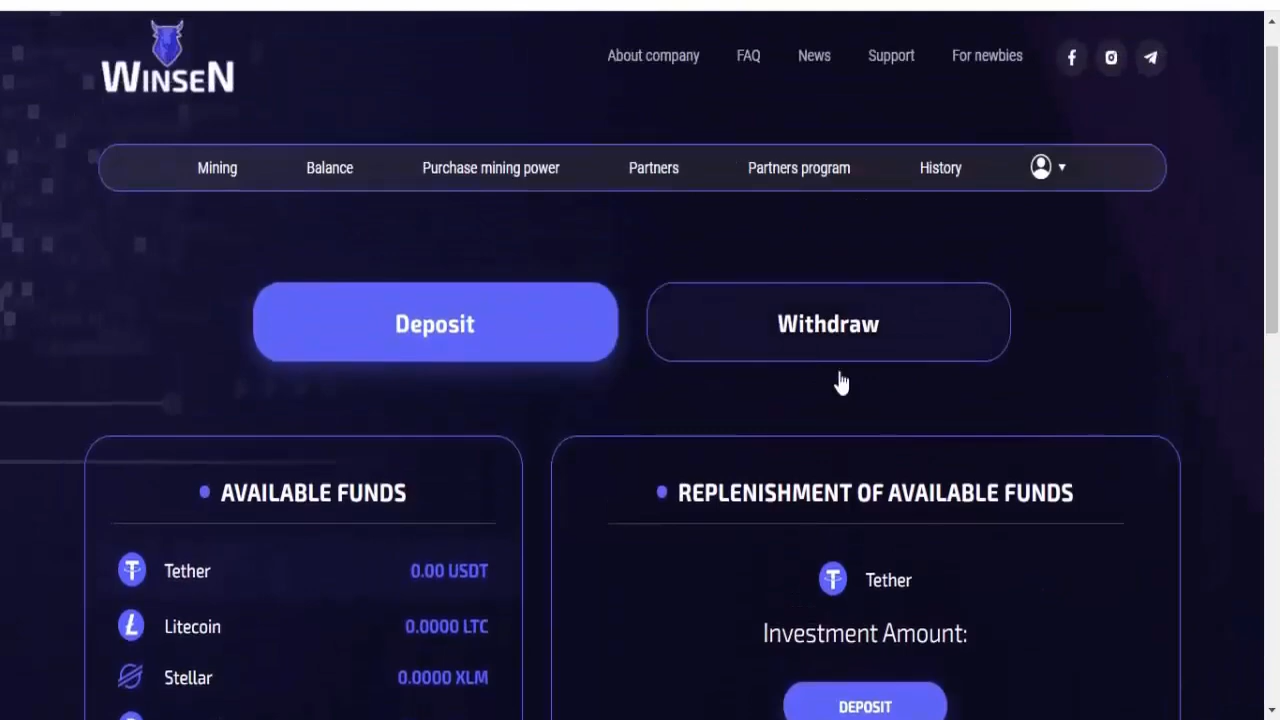 WINSEN
About company FAQ News Support For newbies
Mining Balance Purchase mining power Partners Partners program History
Deposit Withdraw
AVAILABLE FUNDS
Tether 0.00 USDT
Litecoin 0.0000 LTC
Stellar 0.0000 XLM
REPLENISHMENT OF AVAILABLE FUNDS
Tether
Investment Amount:
DEPOSIT